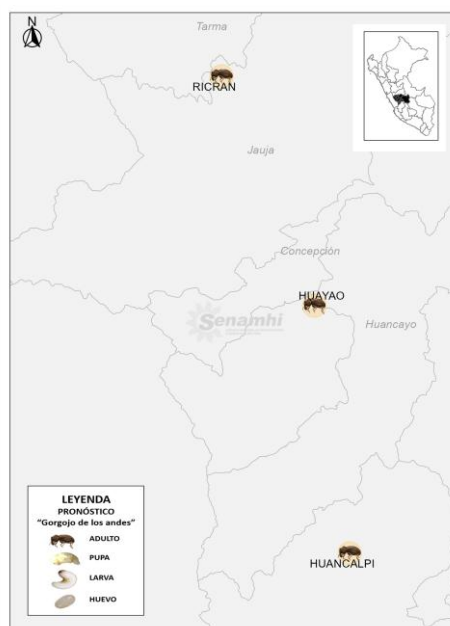 N
Tarma
RICRAN
Jauja
Concepción
HUAYAO
Senamhi
Huancayo
LEYENDA
PRONÓSTICO
"Gorgojo de los andes"
ADULTO
PUPA
LARVA
HUEVO
HUANCALPI